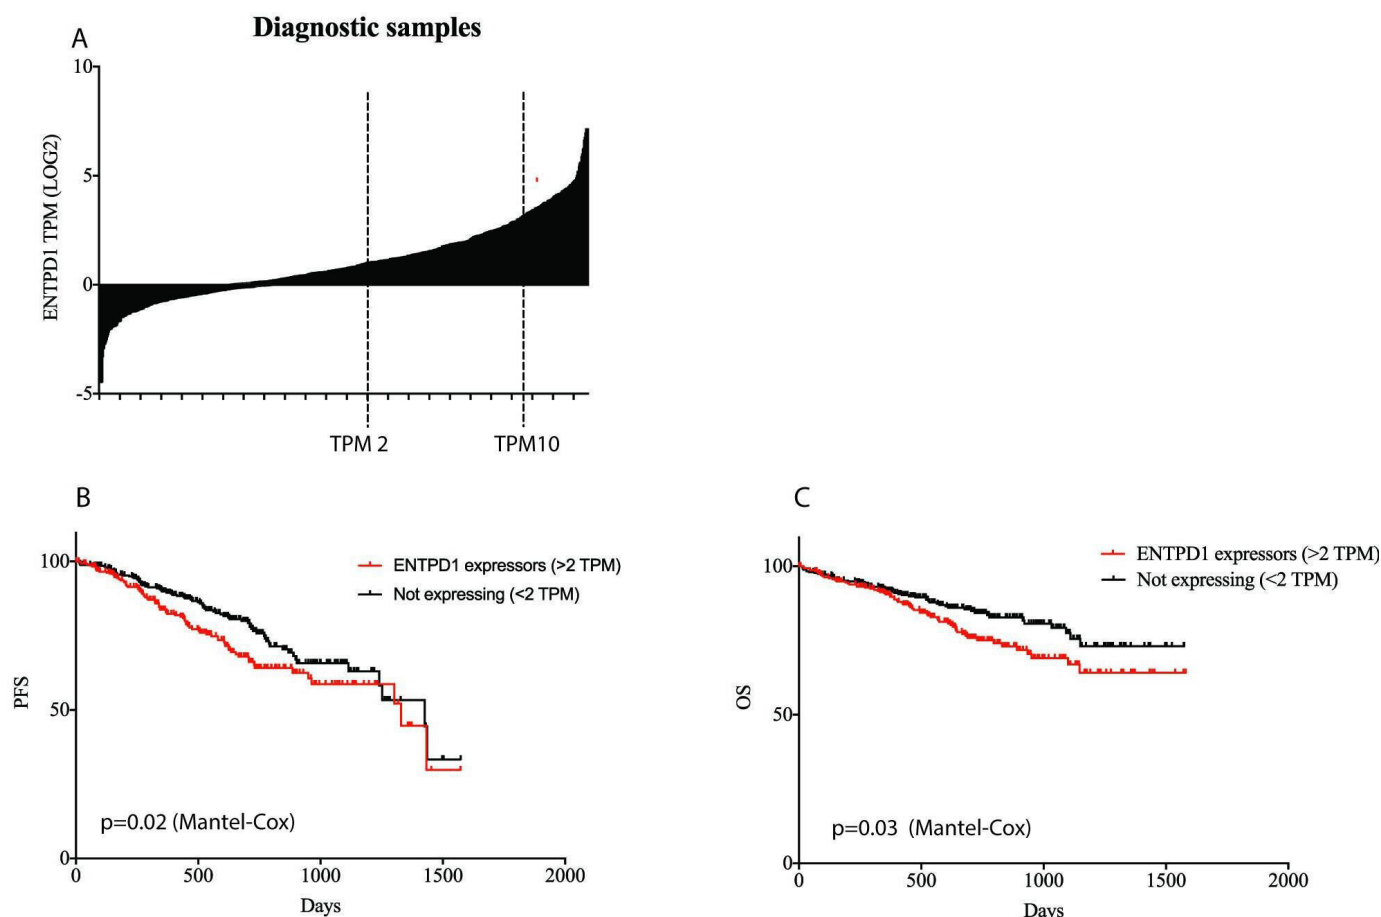 A
Diagnostic samples
10
5
0
-5
ENTPD1 TPM (LOG2)
TPM 2
TPM10
B
100
50
0
PFS
ENTPD1 expressors (>2 TPM)
Not expressing (<2 TPM)
p=0.02 (Mantel-Cox)
0
500
1000
1500
2000
Days
C
100
50
0
OS
ENTPD1 expressors (>2 TPM)
Not expressing (<2 TPM)
p=0.03 (Mantel-Cox)
0
500
1000
1500
2000
Days